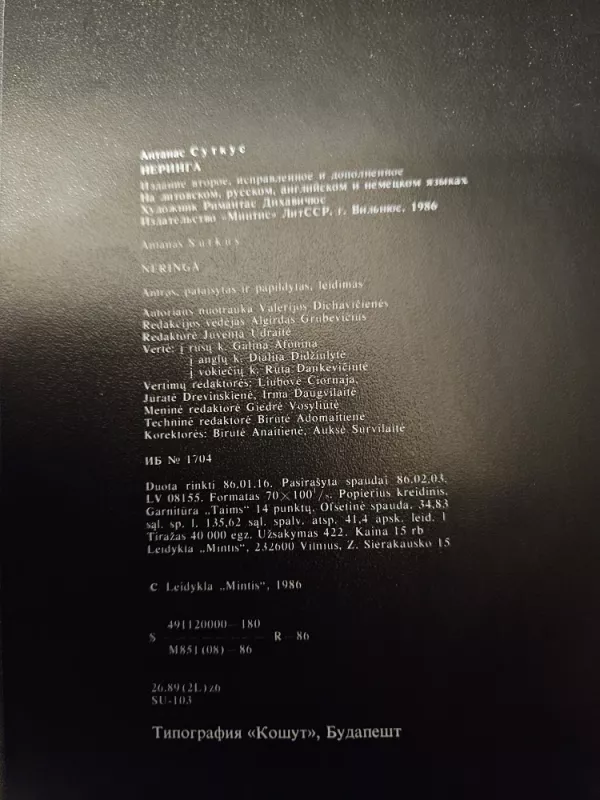 Антанас Суткус
НЕРИНГА
Издание второе, исправленное и дополненное
На литовском, русском, английском и немецком языках
Художник Римантас Дихавичюс
Издательство «Минтис» ЛитССР, г. Вильнюс, 1986
Antanas Sutkus
NERINGA
Antras, pataisytas ir papildytas, leidimas
Autoriaus nuotrauka Valerijos Dichavičienės
Redakcijos vedėjas Algirdas Grubevičius
Redaktorė Juventa Ūdraitė
Vertė: į rusų k. Galina Afonina
į anglų k. Dialita Didžiulytė
į vokiečių k. Rūta Dankevičiutė
Vertimų redaktorės: Liubovė Čiornaja,
Jūratė Drevinskienė, Irma Daugvilaitė
Meninė redaktorė Giedrė Vosyliūtė
Techninė redaktorė Birutė Adomaitienė
Korektorės: Birutė Anaitienė, Auksė Survilaitė
ИБ № 1704
Duota rinkti 86.01.16. Pasirašyta spaudai 86.02.03.
LV 08155. Formatas 70×100¹/₈. Popierius kreidinis.
Garnitūra „Taims“ 14 punktų. Ofsetinė spauda. 34,83
sąl. sp. l. 135,62 sąl. spalv. atsp. 41,4 apsk. leid. l
Tiražas 40 000 egz. Užsakymas 422. Kaina 15 rb
Leidykla „Mintis“, 232600 Vilnius, Z. Sierakausko 15
C Leidykla „Mintis“, 1986
491120000—180
S ———— R—86
M851(08)—86
26.89(2L)z6
SU-103
Типография «Кошут», Будапешт